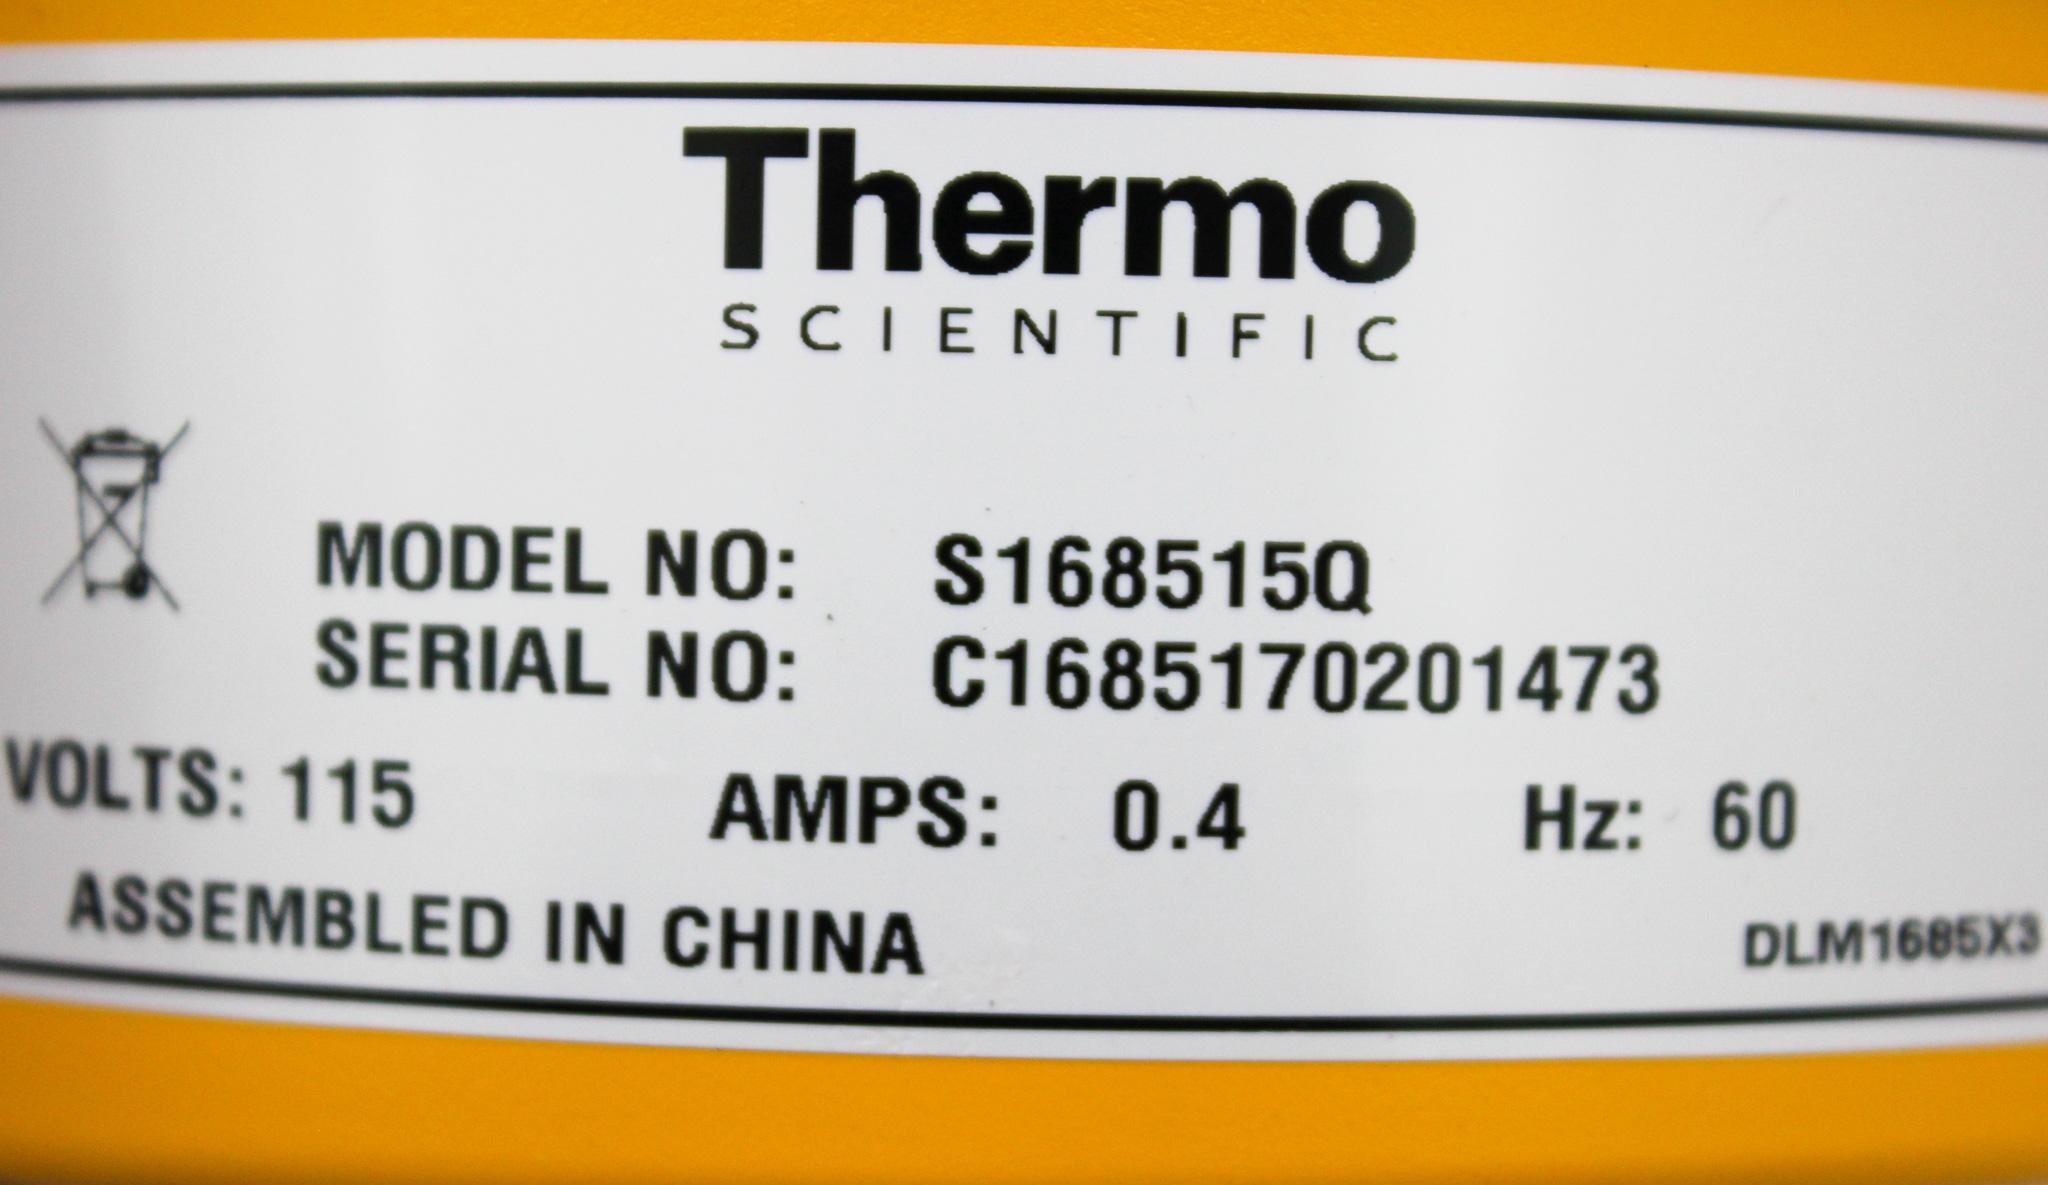 Thermo
SCIENTIFIC
MODEL NO: S168515Q
SERIAL NO: C1685170201473
VOLTS: 115 AMPS: 0.4 Hz: 60
ASSEMBLED IN CHINA
DLM1685X3